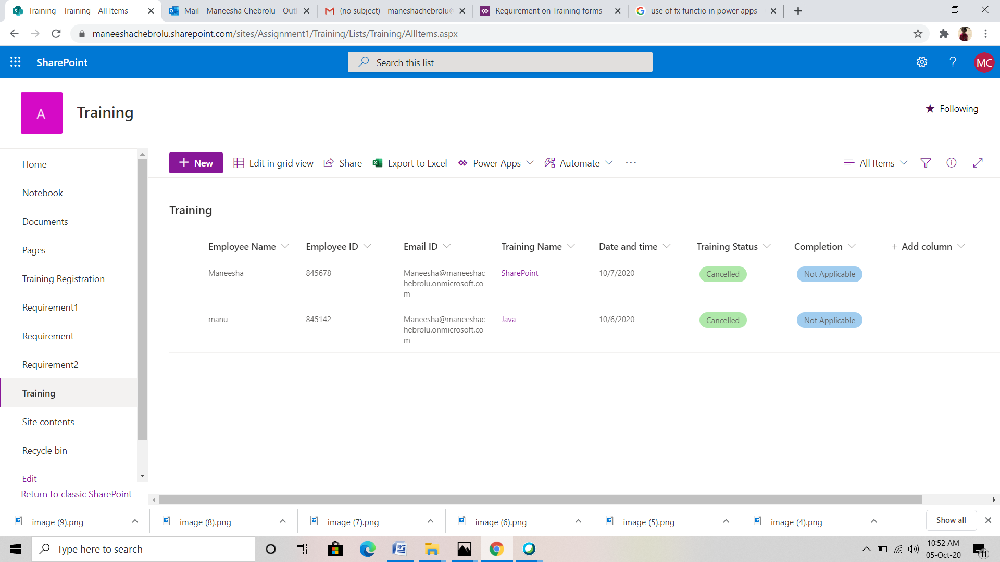 Training - Training - All Items
Mail - Maneesha Chebrolu - Outl
(no subject) - maneshachebrolu@
Requirement on Training forms -
use of fx functio in power apps -
maneeshachebrolu.sharepoint.com/sites/Assignment1/Training/Lists/Training/AllItems.aspx
SharePoint
Search this list
MC
A
Training
Following
Home
Notebook
Documents
Pages
Training Registration
Requirement1
Requirement
Requirement2
Training
Site contents
Recycle bin
Edit
Return to classic SharePoint
New
Edit in grid view
Share
Export to Excel
Power Apps
Automate
All Items
Training
Employee Name
Employee ID
Email ID
Training Name
Date and time
Training Status
Completion
+ Add column
Maneesha
845678
Maneesha@maneeshac
hebrolu.onmicrosoft.co
m
SharePoint
10/7/2020
Cancelled
Not Applicable
manu
845142
Maneesha@maneeshac
hebrolu.onmicrosoft.co
m
Java
10/6/2020
Cancelled
Not Applicable
image (9).png
image (8).png
image (7).png
image (6).png
image (5).png
image (4).png
Show all
Type here to search
10:52 AM
05-Oct-20
11